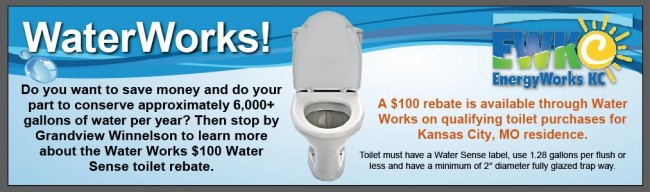 WaterWorks!
Do you want to save money and do your
part to conserve approximately 6,000+
gallons of water per year? Then stop by
Grandview Winnelson to learn more
about the Water Works $100 Water
Sense toilet rebate.
EWKC
EnergyWorks KC
A $100 rebate is available through Water
Works on qualifying toilet purchases for
Kansas City, MO residence.
Toilet must have a Water Sense label, use 1.28 gallons per flush or
less and have a minimum of 2" diameter fully glazed trap way.